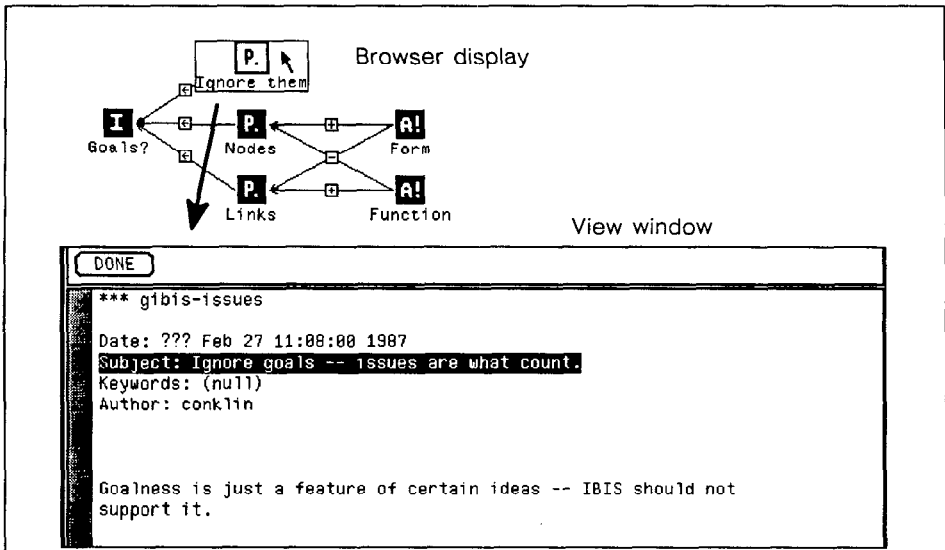 P.
Browser display
Ignore them
←
I
←
P.
+
A!
Goals?
Nodes
Form
←
−
P.
+
A!
Links
Function
View window
DONE
*** gibis-issues
Date: ??? Feb 27 11:08:00 1987
Subject: Ignore goals -- issues are what count.
Keywords: (null)
Author: conklin
Goalness is just a feature of certain ideas -- IBIS should not
support it.